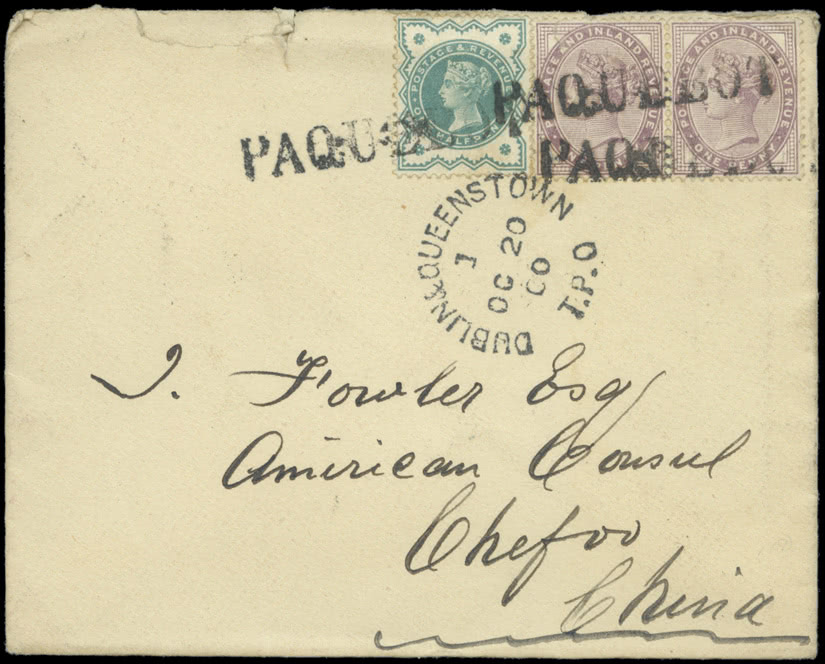 POSTAGE & REVENUE
HALFPENNY
POSTAGE AND INLAND REVENUE
ONE PENNY
POSTAGE AND INLAND REVENUE
ONE PENNY
PAQUEBOT
PAQUEBOT
PAQUEBOT
DUBLIN & QUEENSTOWN T.P.O.
1
OC 20
00
J. Fowler Esq
American Consul
Chefoo
China